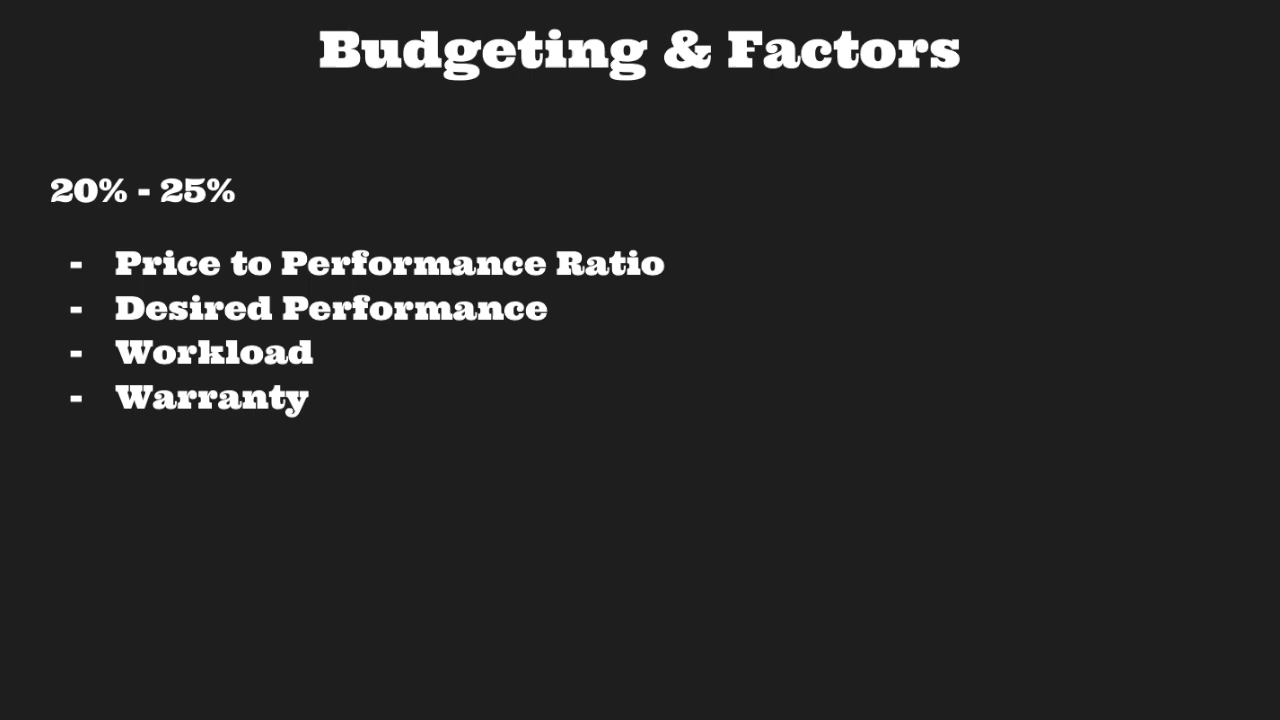 Budgeting & Factors
20% - 25%
- Price to Performance Ratio
- Desired Performance
- Workload
- Warranty